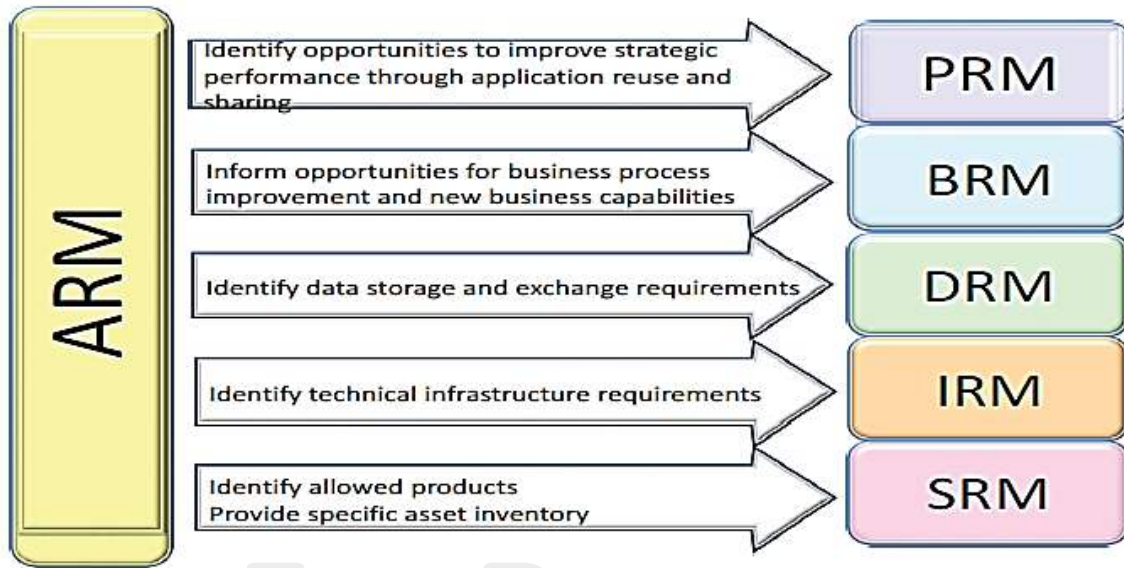 ARM
Identify opportunities to improve strategic
performance through application reuse and
sharing
PRM
Inform opportunities for business process
improvement and new business capabilities
BRM
Identify data storage and exchange requirements
DRM
Identify technical infrastructure requirements
IRM
Identify allowed products
Provide specific asset inventory
SRM